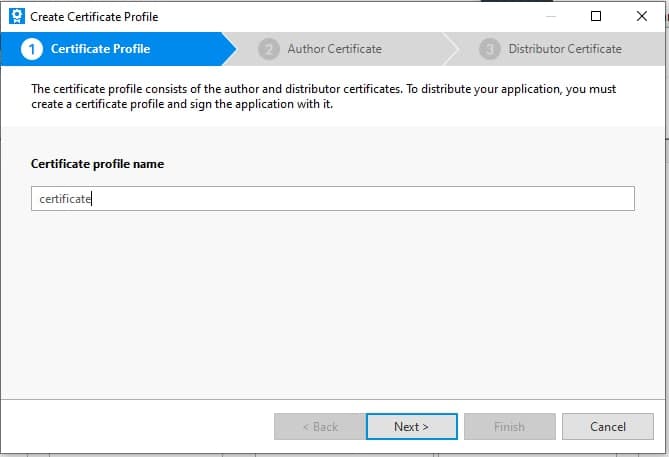 Create Certificate Profile
1 Certificate Profile
2 Author Certificate
3 Distributor Certificate
The certificate profile consists of the author and distributor certificates. To distribute your application, you must
create a certificate profile and sign the application with it.
Certificate profile name
certificate
< Back
Next >
Finish
Cancel